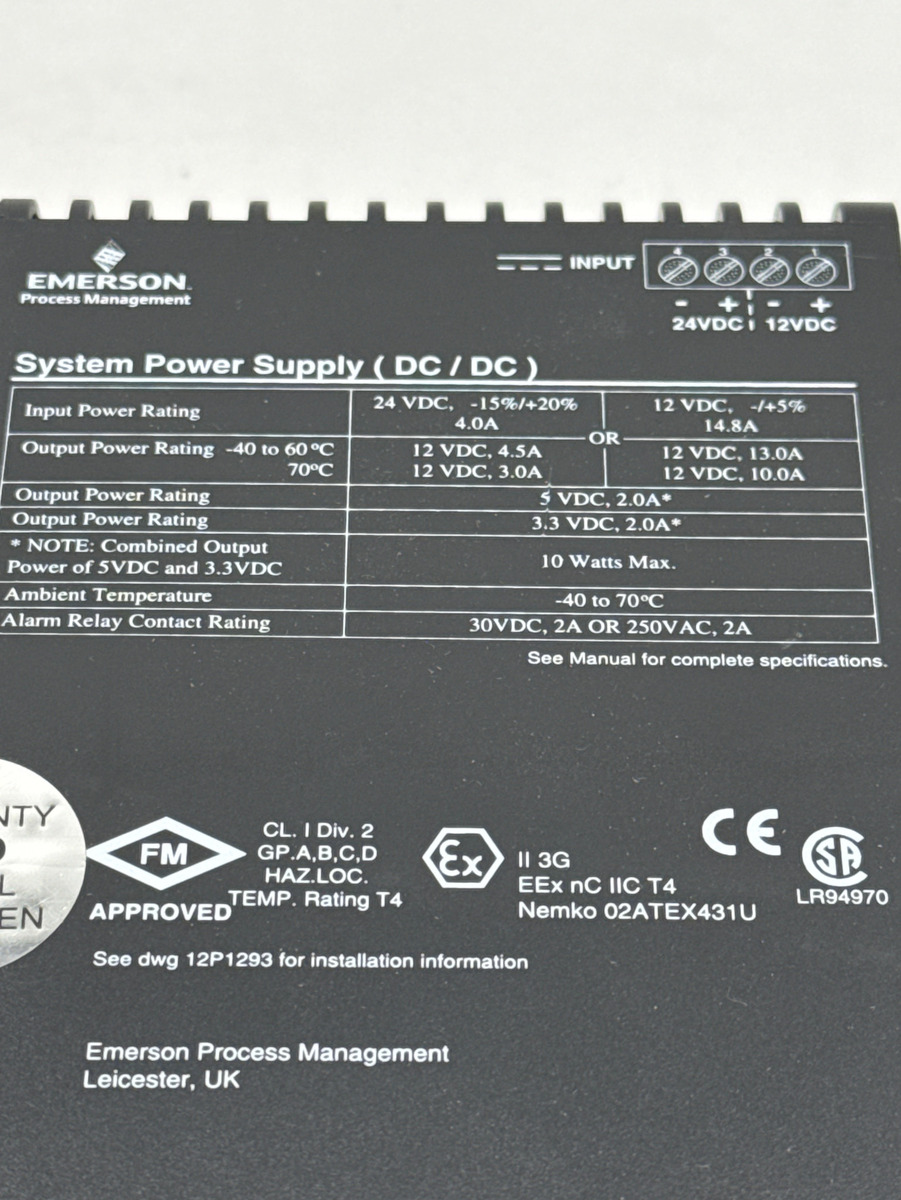 EMERSON
Process Management
INPUT
4 3 2 1
- + - +
24VDC 12VDC
System Power Supply ( DC / DC )
Input Power Rating
24 VDC, -15%/+20%
4.0A
12 VDC, -/+5%
14.8A
OR
Output Power Rating -40 to 60 ºC
70ºC
12 VDC, 4.5A
12 VDC, 3.0A
12 VDC, 13.0A
12 VDC, 10.0A
Output Power Rating 5 VDC, 2.0A*
Output Power Rating 3.3 VDC, 2.0A*
* NOTE: Combined Output
Power of 5VDC and 3.3VDC
10 Watts Max.
Ambient Temperature -40 to 70ºC
Alarm Relay Contact Rating 30VDC, 2A OR 250VAC, 2A
See Manual for complete specifications.
FM
APPROVED
CL. I Div. 2
GP.A,B,C,D
HAZ.LOC.
TEMP. Rating T4
Ex
II 3G
EEx nC IIC T4
Nemko 02ATEX431U
CE
SA
LR94970
See dwg 12P1293 for installation information
Emerson Process Management
Leicester, UK